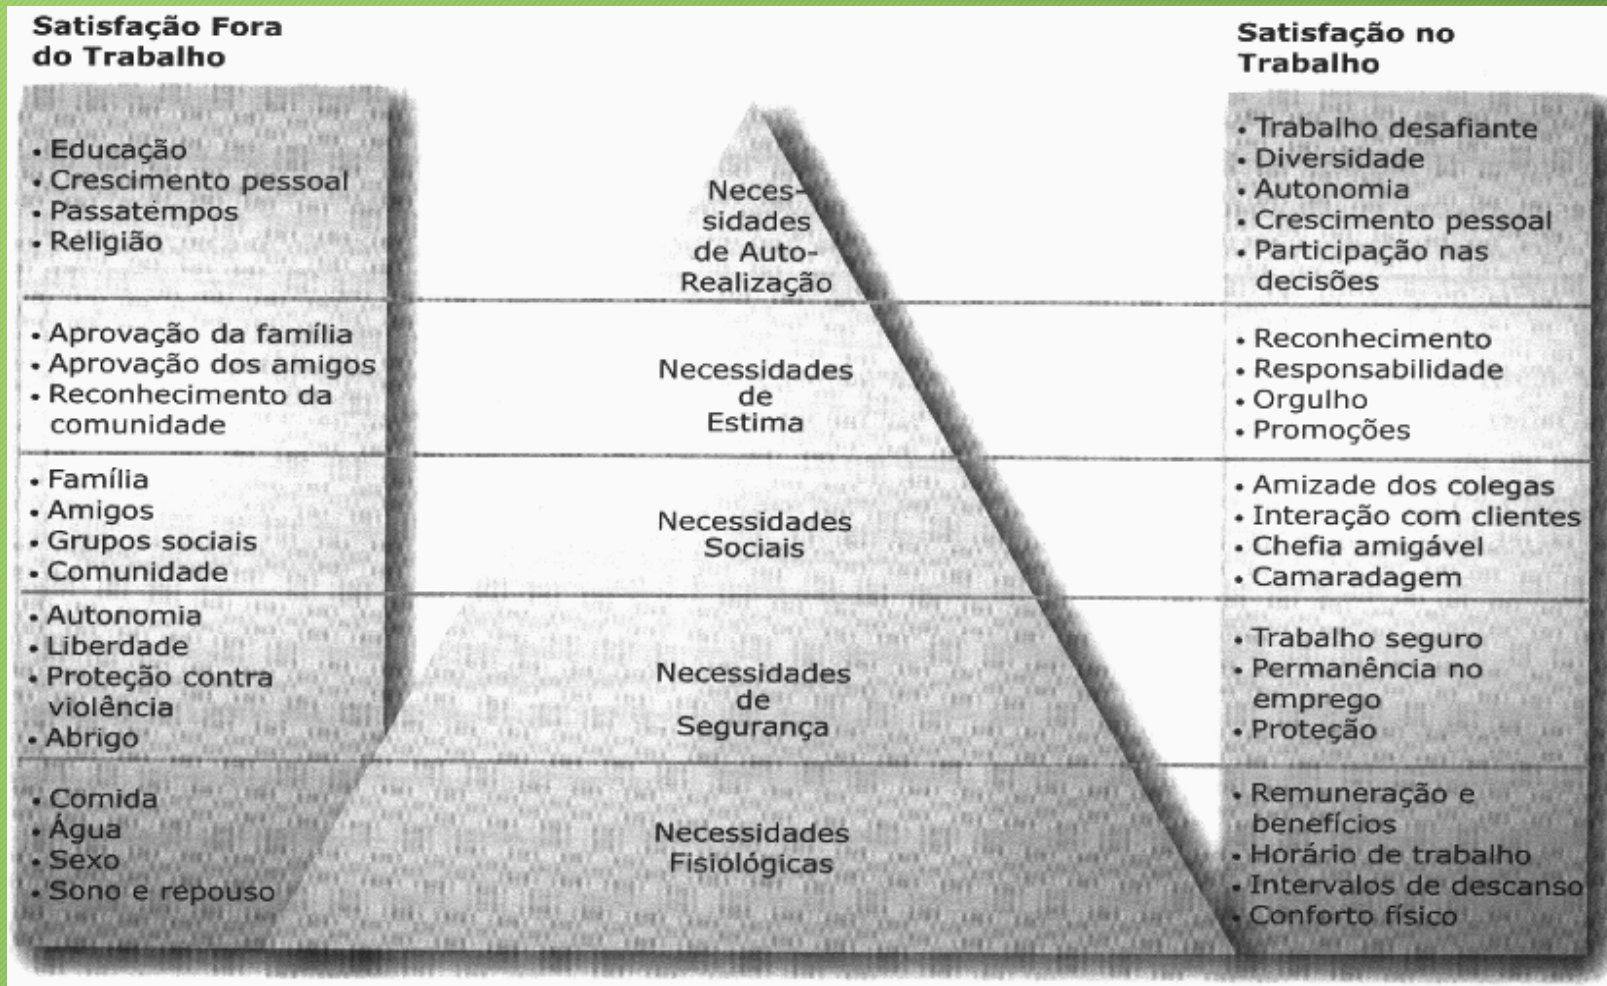 Satisfação Fora
do Trabalho
• Educação
• Crescimento pessoal
• Passatempos
• Religião
• Aprovação da família
• Aprovação dos amigos
• Reconhecimento da
comunidade
• Família
• Amigos
• Grupos sociais
• Comunidade
• Autonomia
• Liberdade
• Proteção contra
violência
• Abrigo
• Comida
• Água
• Sexo
• Sono e repouso
Neces-
sidades
de Auto-
Realização
Necessidades
de
Estima
Necessidades
Sociais
Necessidades
de
Segurança
Necessidades
Fisiológicas
Satisfação no
Trabalho
• Trabalho desafiante
• Diversidade
• Autonomia
• Crescimento pessoal
• Participação nas
decisões
• Reconhecimento
• Responsabilidade
• Orgulho
• Promoções
• Amizade dos colegas
• Interação com clientes
• Chefia amigável
• Camaradagem
• Trabalho seguro
• Permanência no
emprego
• Proteção
• Remuneração e
benefícios
• Horário de trabalho
• Intervalos de descanso
• Conforto físico